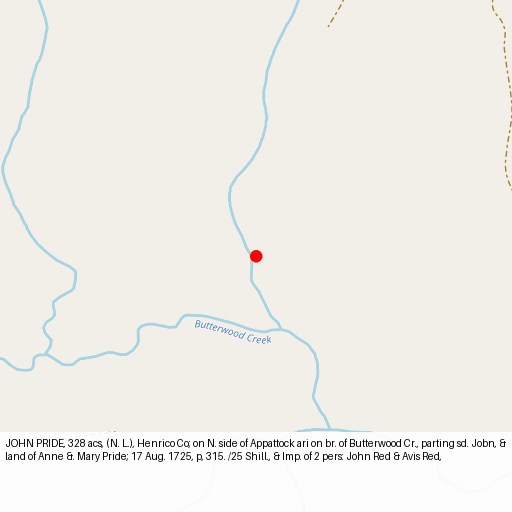 Butterwood Creek
JOHN PRIDE, 328 acs, (N. L.), Henrico Co; on N. side of Appattock ari on br. of Butterwood Cr., parting sd. Jobn, &
land of Anne &. Mary Pride; 17 Aug. 1725, p, 315. /25 Shill., & Imp. of 2 pers: John Red & Avis Red,